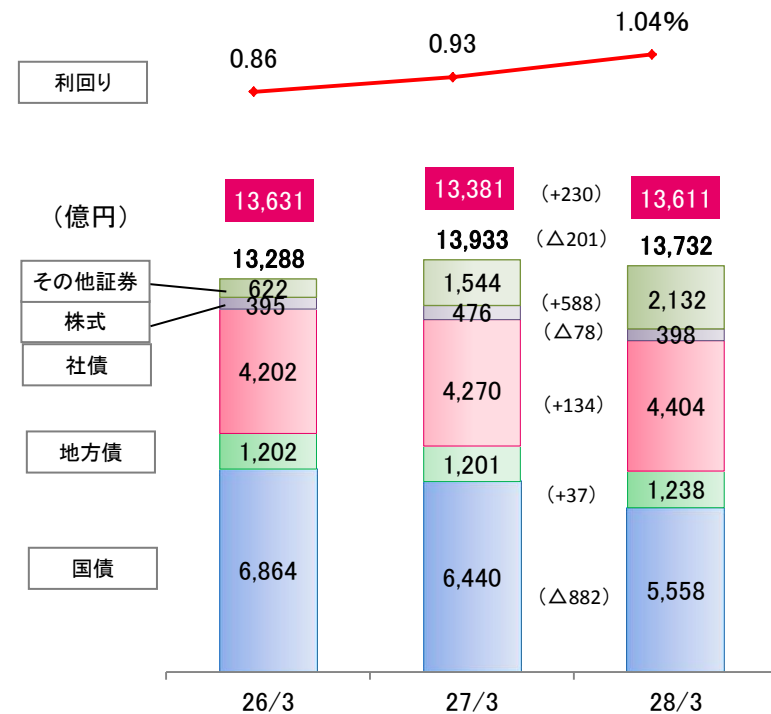 1.04%
0.86 0.93
利回り
13,631 13,381 (+230) 13,611
(億円)
13,288 13,933 (△201) 13,732
その他証券 622 1,544 (+588) 2,132
株式 395 476 (△78) 398
社債 4,202 4,270 (+134) 4,404
地方債 1,202 1,201 (+37) 1,238
国債 6,864 6,440 (△882) 5,558
26/3 27/3 28/3